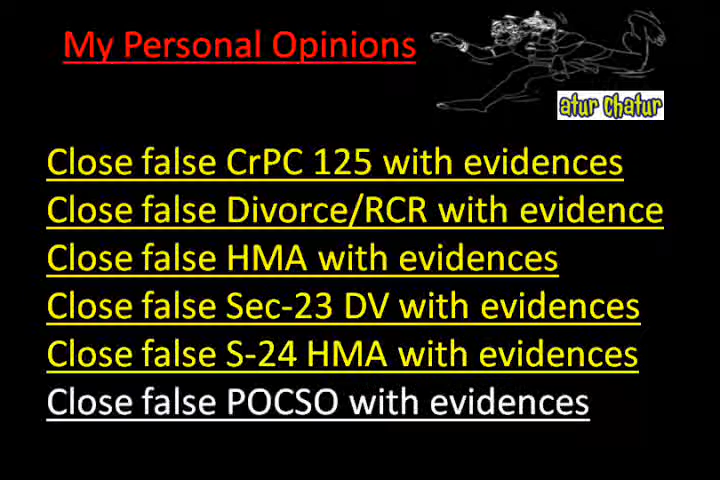 My Personal Opinions
atur chatur
Close false CrPC 125 with evidences
Close false Divorce/RCR with evidence
Close false HMA with evidences
Close false Sec-23 DV with evidences
Close false S-24 HMA with evidences
Close false POCSO with evidences